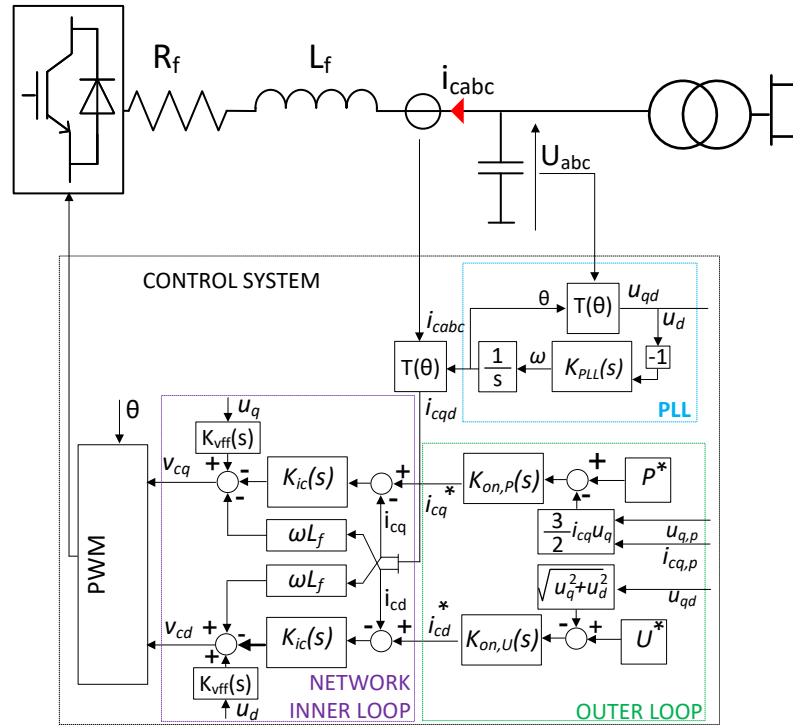 R_f
L_f
i_cabc
U_abc
CONTROL SYSTEM
θ
T(θ)
u_qd
u_d
i_cabc
T(θ)
1/s
ω
K_PLL(s)
-1
PLL
i_cqd
θ
u_q
K_vff(s)
v_cq
+
-
-
K_ic(s)
+
-
i_cq*
K_on,P(s)
+
-
P*
i_cq
ωL_f
3/2 i_cq u_q
u_q,p
i_cq,p
PWM
ωL_f
i_cd
√u_q^2+u_d^2
u_qd
v_cd
+
-
+
K_ic(s)
-
+
i_cd*
K_on,U(s)
-
+
U*
K_vff(s)
u_d
NETWORK
INNER LOOP
OUTER LOOP